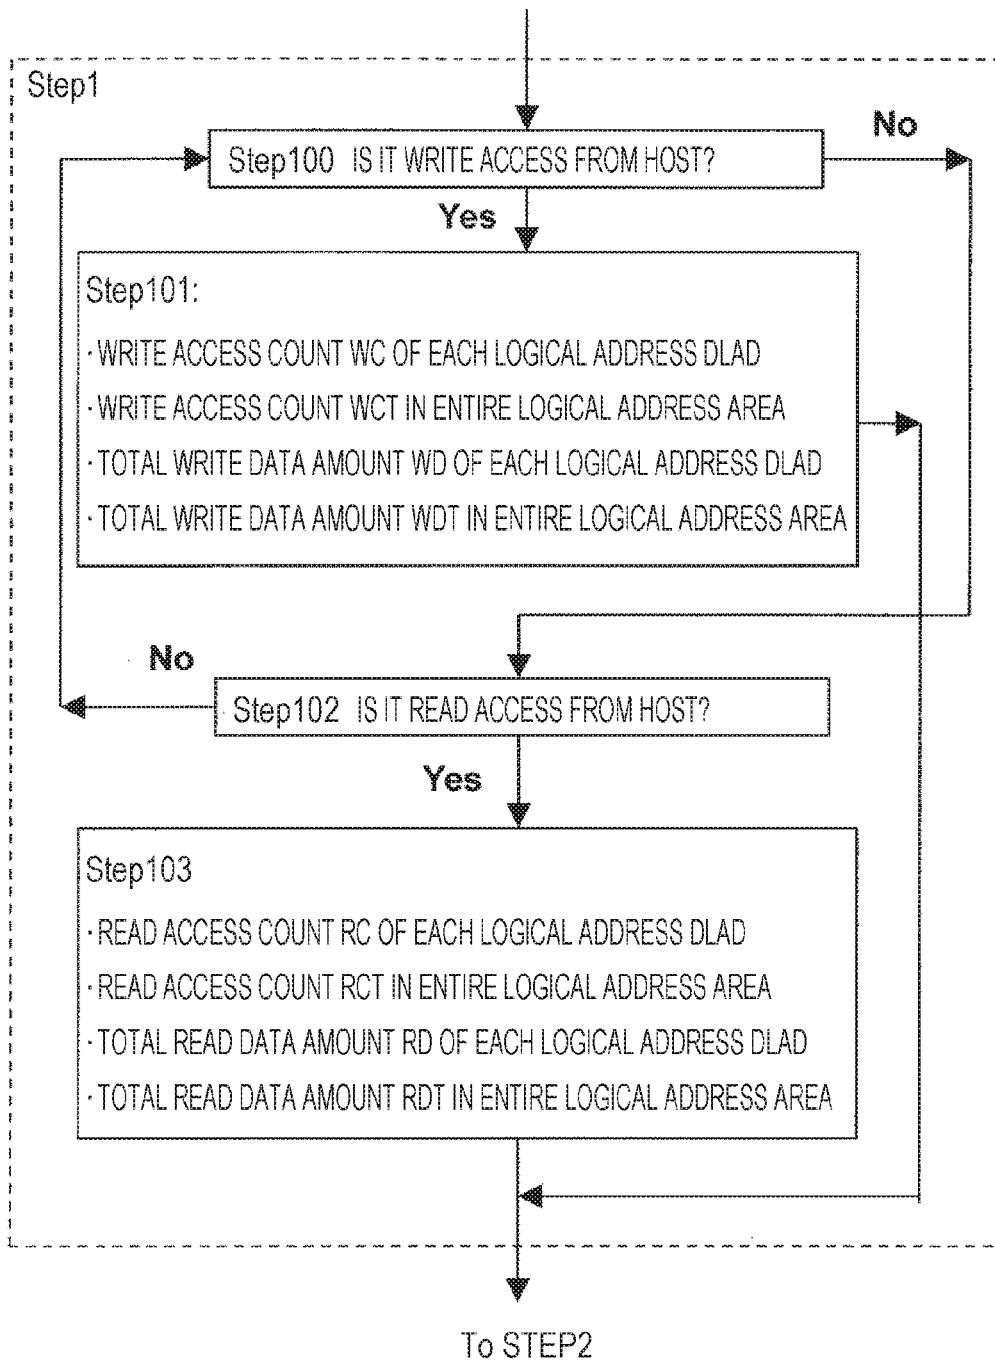 Step1
No
Step100 IS IT WRITE ACCESS FROM HOST?
Yes
Step101:
· WRITE ACCESS COUNT WC OF EACH LOGICAL ADDRESS DLAD
· WRITE ACCESS COUNT WCT IN ENTIRE LOGICAL ADDRESS AREA
· TOTAL WRITE DATA AMOUNT WD OF EACH LOGICAL ADDRESS DLAD
· TOTAL WRITE DATA AMOUNT WDT IN ENTIRE LOGICAL ADDRESS AREA
No
Step102 IS IT READ ACCESS FROM HOST?
Yes
Step103
· READ ACCESS COUNT RC OF EACH LOGICAL ADDRESS DLAD
· READ ACCESS COUNT RCT IN ENTIRE LOGICAL ADDRESS AREA
· TOTAL READ DATA AMOUNT RD OF EACH LOGICAL ADDRESS DLAD
· TOTAL READ DATA AMOUNT RDT IN ENTIRE LOGICAL ADDRESS AREA
To STEP2